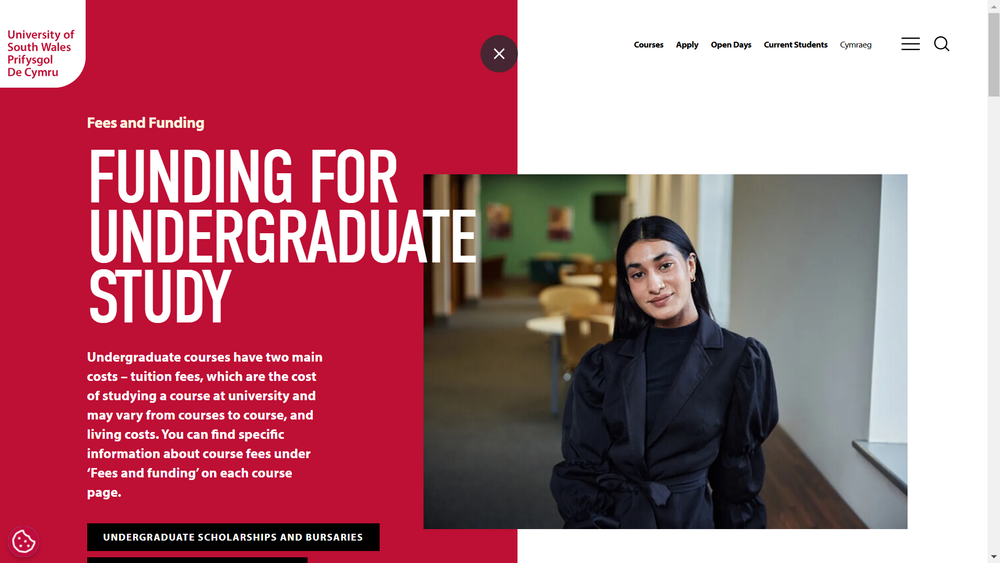 University of
South Wales
Prifysgol
De Cymru
Courses
Apply
Open Days
Current Students
Cymraeg
Fees and Funding
FUNDING FOR
UNDERGRADUATE
STUDY
Undergraduate courses have two main
costs – tuition fees, which are the cost
of studying a course at university and
may vary from courses to course, and
living costs. You can find specific
information about course fees under
‘Fees and funding’ on each course
page.
UNDERGRADUATE SCHOLARSHIPS AND BURSARIES